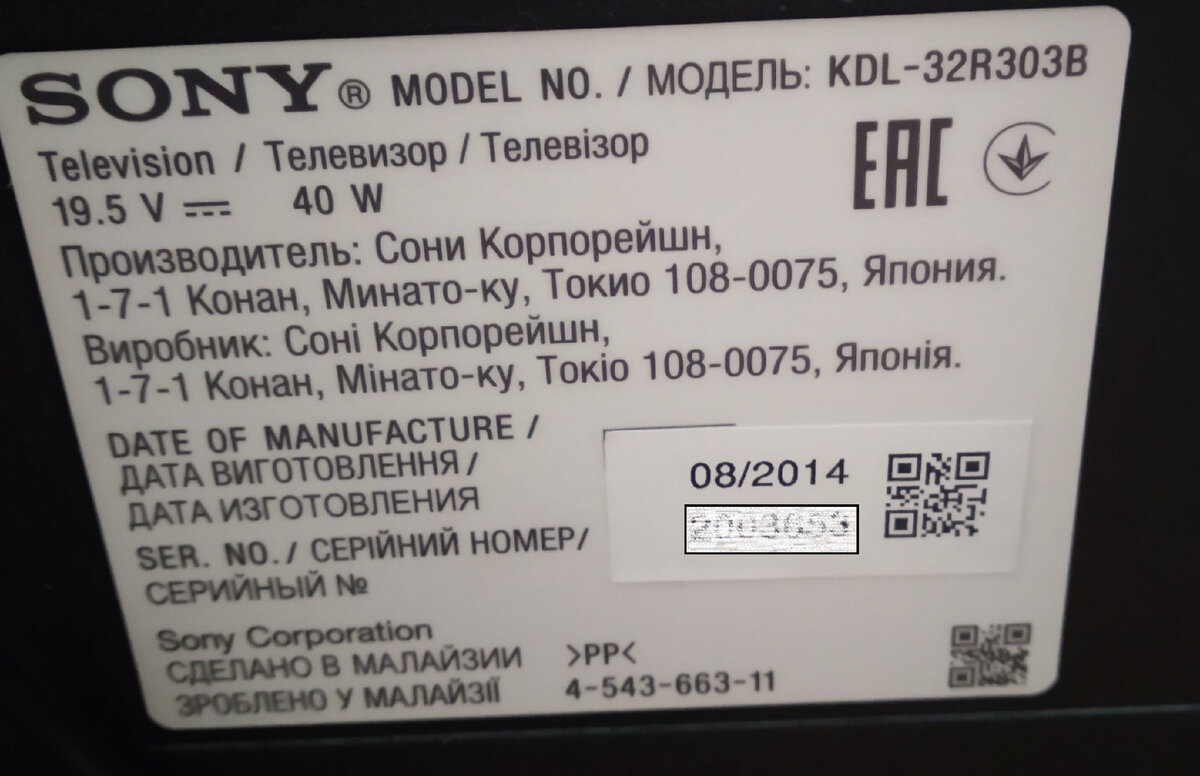 SONY® MODEL NO. / МОДЕЛЬ: KDL-32R303B
Television / Телевизор / Телевізор
19.5 V ⎓ 40 W
EAC
Производитель: Сони Корпорейшн,
1-7-1 Конан, Минато-ку, Токио 108-0075, Япония.
Виробник: Соні Корпорейшн,
1-7-1 Конан, Мінато-ку, Токіо 108-0075, Японія.
DATE OF MANUFACTURE /
ДАТА ВИГОТОВЛЕННЯ /
ДАТА ИЗГОТОВЛЕНИЯ
08/2014
SER. NO. / СЕРІЙНИЙ НОМЕР/
СЕРИЙНЫЙ №
Sony Corporation
СДЕЛАНО В МАЛАЙЗИИ
ЗРОБЛЕНО У МАЛАЙЗІЇ
>PP<
4-543-663-11